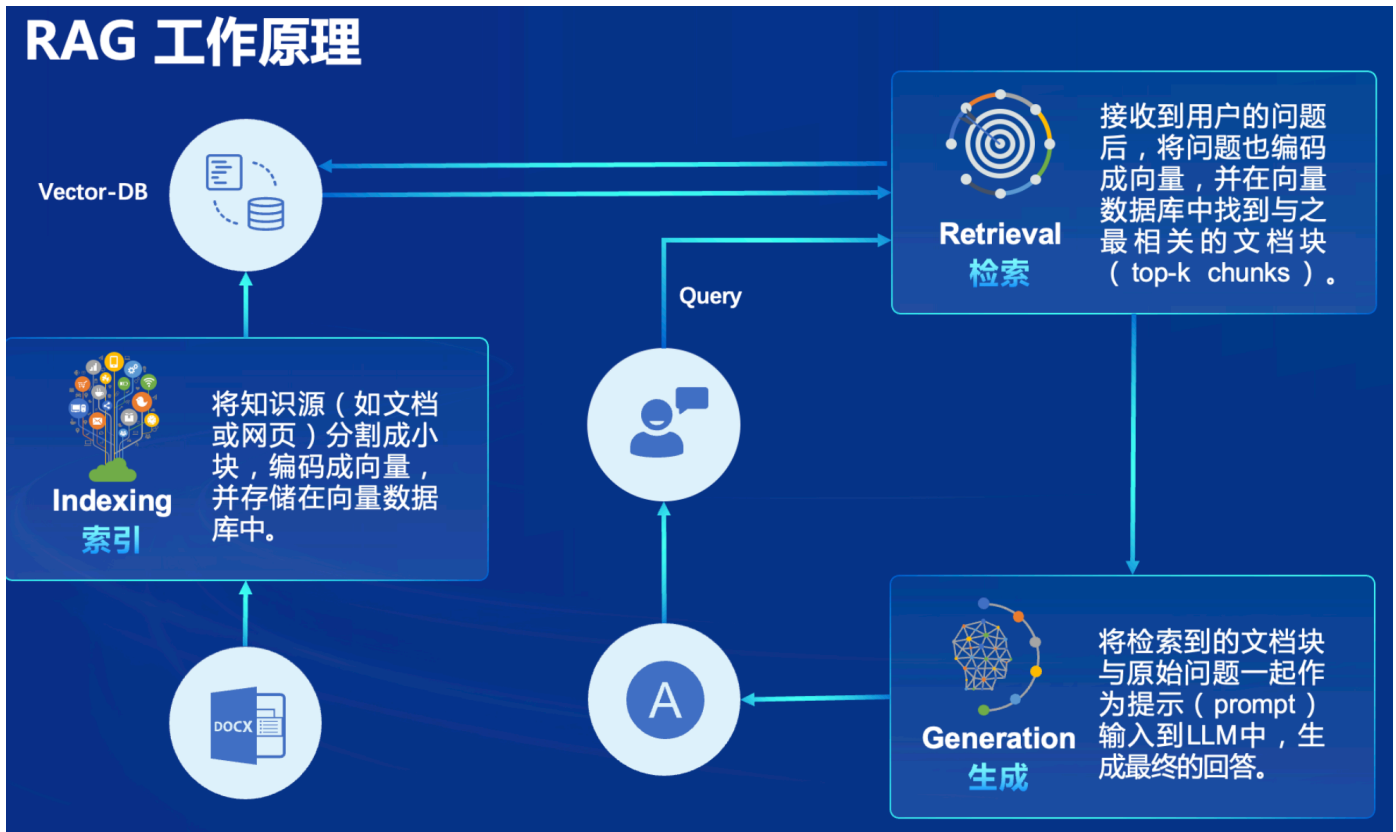 RAG 工作原理
Vector-DB
Retrieval
检索
接收到用户的问题
后，将问题也编码
成向量，并在向量
数据库中找到与之
最相关的文档块
（ top-k chunks ）。
Query
Indexing
索引
将知识源（如文档
或网页）分割成小
块，编码成向量，
并存储在向量数据
库中。
DOCX
A
Generation
生成
将检索到的文档块
与原始问题一起作
为提示（ prompt ）
输入到LLM中，生
成最终的回答。